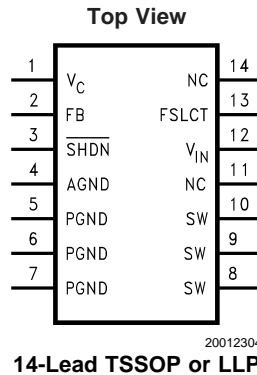 Top View
1 V_C NC 14
2 FB FSLCT 13
3 SHDN V_IN 12
4 AGND NC 11
5 PGND SW 10
6 PGND SW 9
7 PGND SW 8
20012304
14-Lead TSSOP or LLP